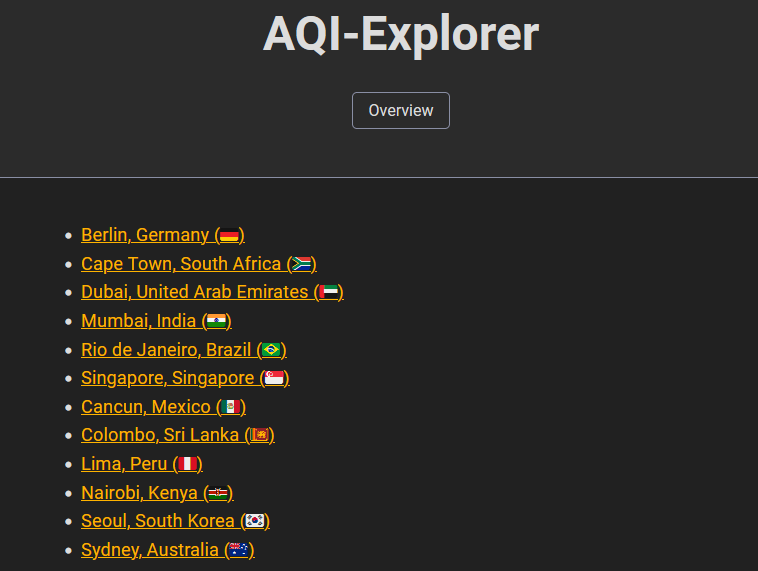 AQI-Explorer
Overview
Berlin, Germany (🇩🇪)
Cape Town, South Africa (🇿🇦)
Dubai, United Arab Emirates (🇦🇪)
Mumbai, India (🇮🇳)
Rio de Janeiro, Brazil (🇧🇷)
Singapore, Singapore (🇸🇬)
Cancun, Mexico (🇲🇽)
Colombo, Sri Lanka (🇱🇰)
Lima, Peru (🇵🇪)
Nairobi, Kenya (🇰🇪)
Seoul, South Korea (🇰🇷)
Sydney, Australia (🇦🇺)